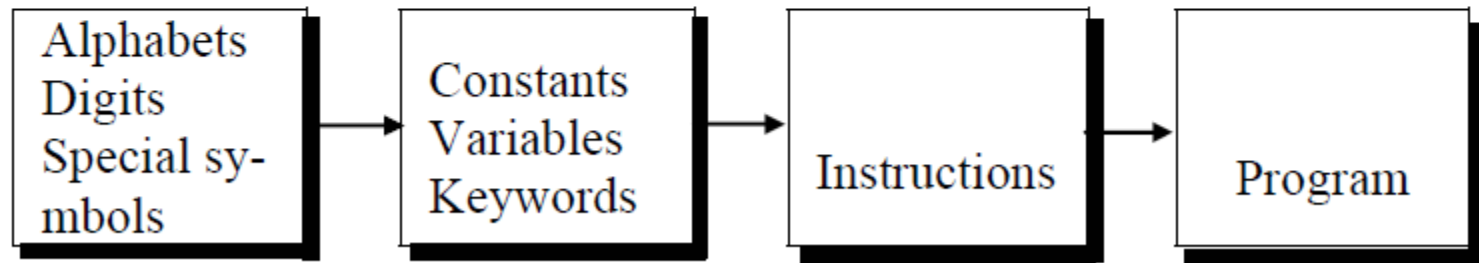 Alphabets
Digits
Special sy-
mbols
Constants
Variables
Keywords
Instructions
Program